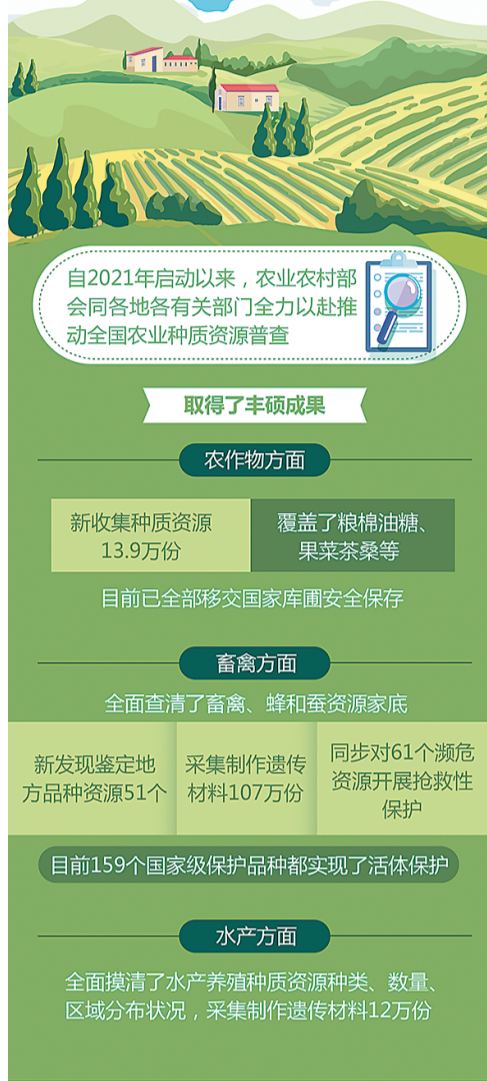 自2021年启动以来，农业农村部
会同各地各有关部门全力以赴推
动全国农业种质资源普查
取得了丰硕成果
农作物方面
新收集种质资源
13.9万份
覆盖了粮棉油糖、
果菜茶桑等
目前已全部移交国家库圃安全保存
畜禽方面
全面查清了畜禽、蜂和蚕资源家底
新发现鉴定地
方品种资源51个
采集制作遗传
材料107万份
同步对61个濒危
资源开展抢救性
保护
目前159个国家级保护品种都实现了活体保护
水产方面
全面摸清了水产养殖种质资源种类、数量、
区域分布状况，采集制作遗传材料12万份